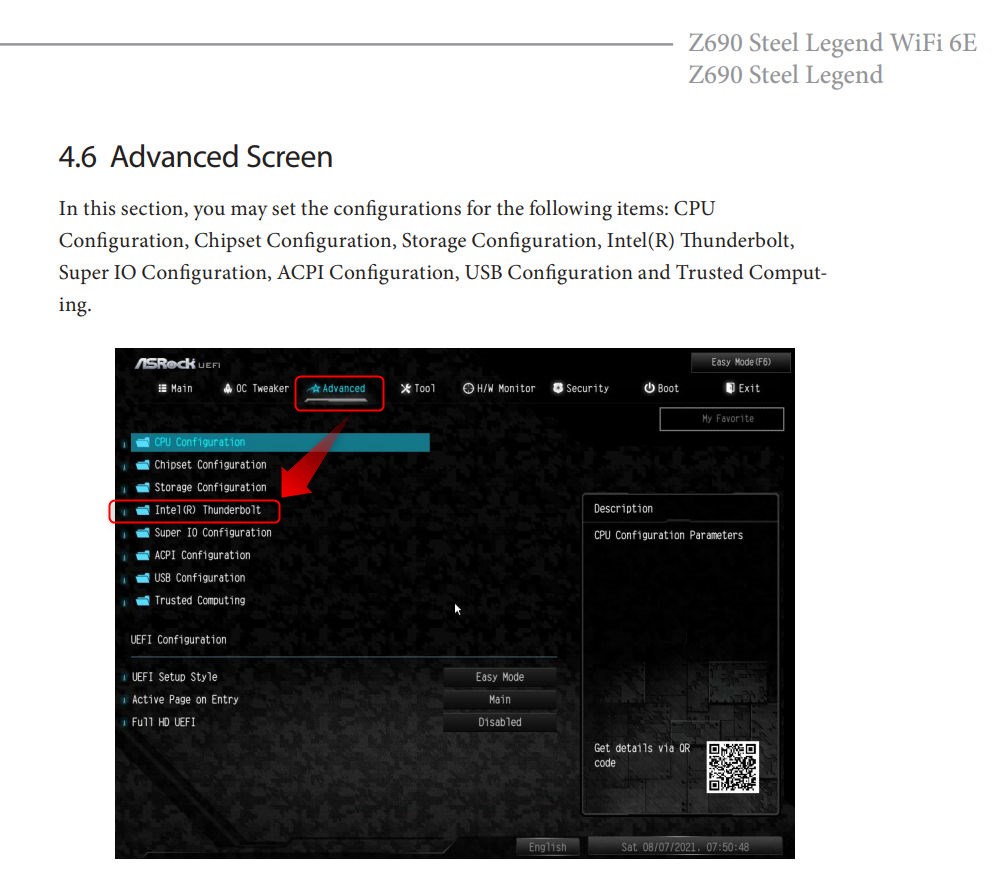 Z690 Steel Legend WiFi 6E
Z690 Steel Legend
4.6 Advanced Screen
In this section, you may set the configurations for the following items: CPU
Configuration, Chipset Configuration, Storage Configuration, Intel(R) Thunderbolt,
Super IO Configuration, ACPI Configuration, USB Configuration and Trusted Comput-
ing.
ASRock UEFI
Easy Mode(F6)
Main OC Tweaker Advanced Tool H/W Monitor Security Boot Exit
My Favorite
CPU Configuration
Chipset Configuration
Storage Configuration
Intel(R) Thunderbolt
Super IO Configuration
ACPI Configuration
USB Configuration
Trusted Computing
UEFI Configuration
UEFI Setup Style Easy Mode
Active Page on Entry Main
Full HD UEFI Disabled
Description
CPU Configuration Parameters
Get details via QR
code
English
Sat 08/07/2021. 07:50:48